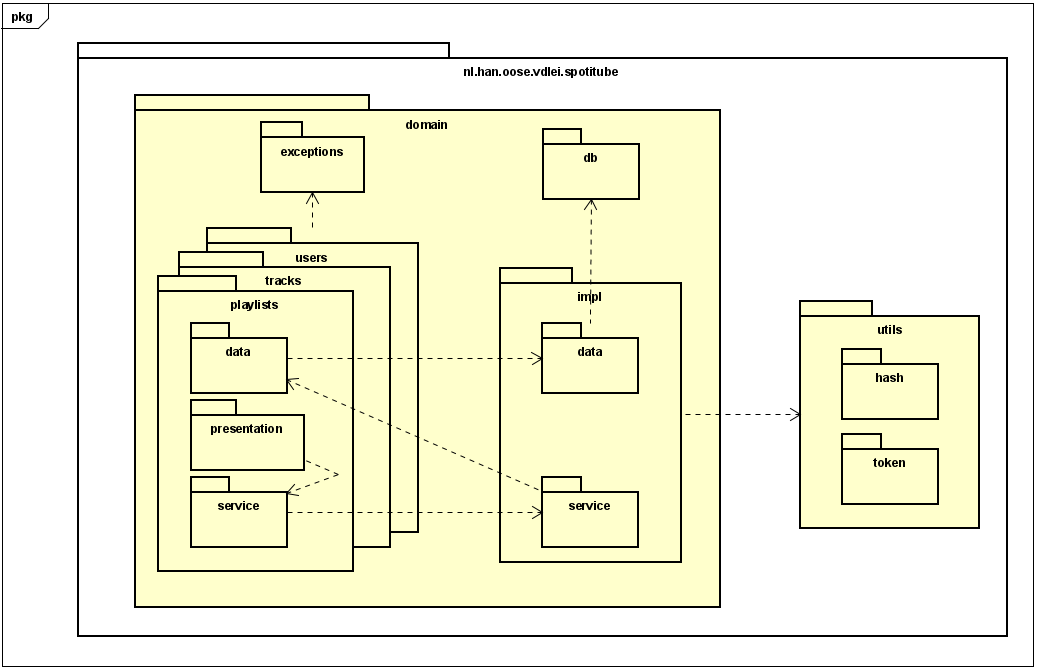 pkg
nl.han.oose.vdlei.spotitube
domain
exceptions
db
users
tracks
playlists
impl
utils
data
data
hash
presentation
token
service
service